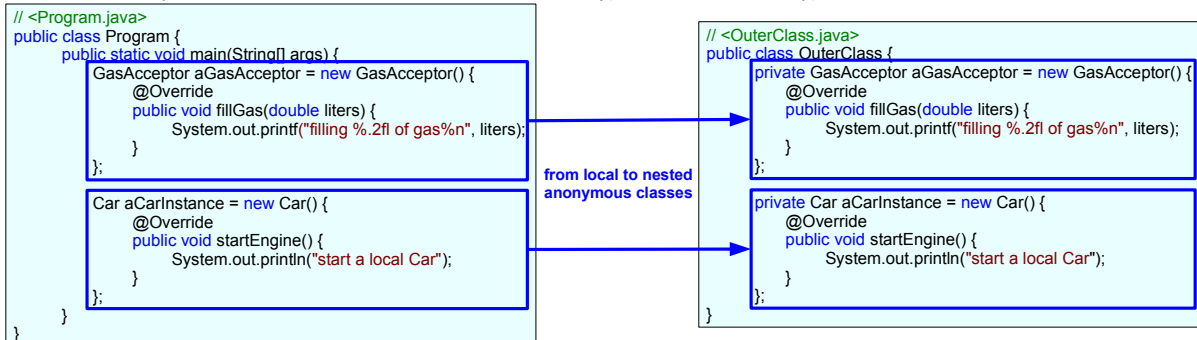 // <Program.java>
public class Program {
public static void main(String[] args) {
GasAcceptor aGasAcceptor = new GasAcceptor() {
@Override
public void fillGas(double liters) {
System.out.printf("filling %.2fl of gas%n", liters);
}
};
Car aCarInstance = new Car() {
@Override
public void startEngine() {
System.out.println("start a local Car");
}
};
}
}
from local to nested
anonymous classes
// <OuterClass.java>
public class OuterClass {
private GasAcceptor aGasAcceptor = new GasAcceptor() {
@Override
public void fillGas(double liters) {
System.out.printf("filling %.2fl of gas%n", liters);
}
};
private Car aCarInstance = new Car() {
@Override
public void startEngine() {
System.out.println("start a local Car");
}
};
}